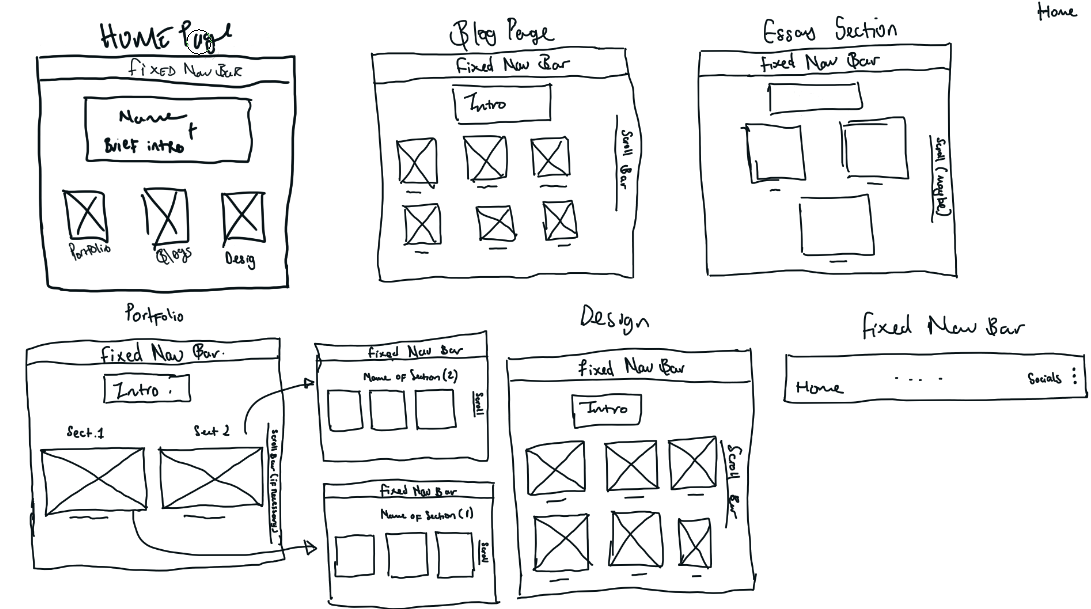 Home
HOME Page
FIXED Nav BaR
Name
+
Brief intro
Portfolio
Blogs
Desig
Blog Page
Fixed Nav Bar
Intro
Scroll Bar
Essay Section
Fixed Nav Bar
Scroll (maybe)
Portfolio
Fixed Nav Bar.
Intro.
Sect.1
Sect 2
Scroll Bar (if necessary)
Fixed Nav Bar
Name of Section (2)
Scroll
Fixed Nav Bar
Name of Section (1)
Scroll
Design
Fixed Nav Bar
Intro
Scroll Bar
Fixed Nav Bar
Home
. . . .
Socials